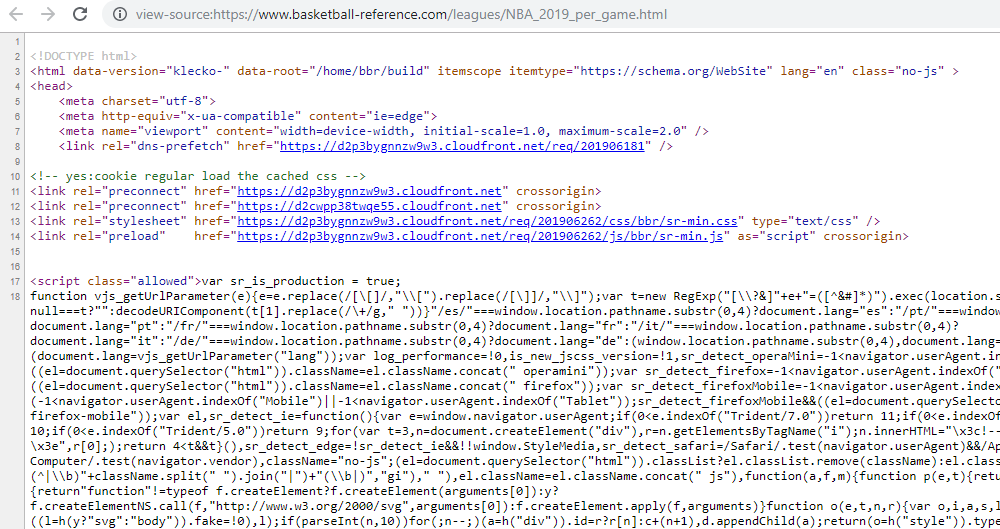 view-source:https://www.basketball-reference.com/leagues/NBA_2019_per_game.html
1
2 <!DOCTYPE html>
3 <html data-version="klecko-" data-root="/home/bbr/build" itemscope itemtype="https://schema.org/WebSite" lang="en" class="no-js" >
4 <head>
5 <meta charset="utf-8">
6 <meta http-equiv="x-ua-compatible" content="ie=edge">
7 <meta name="viewport" content="width=device-width, initial-scale=1.0, maximum-scale=2.0" />
8 <link rel="dns-prefetch" href="https://d2p3bygnnzw9w3.cloudfront.net/req/201906181" />
9
10 <!-- yes:cookie regular load the cached css -->
11 <link rel="preconnect" href="https://d2p3bygnnzw9w3.cloudfront.net" crossorigin>
12 <link rel="preconnect" href="https://d2cwpp38twqe55.cloudfront.net" crossorigin>
13 <link rel="stylesheet" href="https://d2p3bygnnzw9w3.cloudfront.net/req/201906262/css/bbr/sr-min.css" type="text/css" />
14 <link rel="preload" href="https://d2p3bygnnzw9w3.cloudfront.net/req/201906262/js/bbr/sr-min.js" as="script" crossorigin>
15
16
17 <script class="allowed">var sr_is_production = true;
18 function vjs_getUrlParameter(e){e=e.replace(/[\[]/,"\\[").replace(/[\]]/,"\\]");var t=new RegExp("[\\?&]"+e+"=([^&#]*)").exec(location.s
null===t?"":decodeURIComponent(t[1].replace(/\+/g," "))}"/es/"===window.location.pathname.substr(0,4)?document.lang="es":"/pt/"===window
document.lang="pt":"/fr/"===window.location.pathname.substr(0,4)?document.lang="fr":"/it/"===window.location.pathname.substr(0,4)?
document.lang="it":"/de/"===window.location.pathname.substr(0,4)?document.lang="de":(window.location.pathname.substr(0,4),document.lang=
(document.lang=vjs_getUrlParameter("lang"));var log_performance=!0,is_new_jscss_version=!1,sr_detect_operaMini=-1<navigator.userAgent.in
((el=document.querySelector("html")).className=el.className.concat(" operamini"));var sr_detect_firefox=-1<navigator.userAgent.indexOf("
((el=document.querySelector("html")).className=el.className.concat(" firefox"));var sr_detect_firefoxMobile=-1<navigator.userAgent.index
(-1<navigator.userAgent.indexOf("Mobile")||-1<navigator.userAgent.indexOf("Tablet"));sr_detect_firefoxMobile&&((el=document.querySelecto
firefox-mobile"));var el,sr_detect_ie=function(){var e=window.navigator.userAgent;if(0<e.indexOf("Trident/7.0"))return 11;if(0<e.indexOf
10;if(0<e.indexOf("Trident/5.0"))return 9;for(var t=3,n=document.createElement("div"),r=n.getElementsByTagName("i");n.innerHTML="\x3c!--
\x3e",r[0];);return 4<t&&t}(),sr_detect_edge=!sr_detect_ie&&!!window.StyleMedia,sr_detect_safari=/Safari/.test(navigator.userAgent)&&/Ap
Computer/.test(navigator.vendor),className="no-js";(el=document.querySelector("html")).classList?el.classList.remove(className):el.class
(^|\\b)"+className.split(" ").join("|")+"(\\b|)","gi")," "),el.className=el.className.concat(" js"),function(a,f,m){function p(e,t){retu
{return"function"!=typeof f.createElement?f.createElement(arguments[0]):y?
f.createElementNS.call(f,"http://www.w3.org/2000/svg",arguments[0]):f.createElement.apply(f,arguments)}function o(e,t,n,r){var o,i,a,s,l
((l=h(y?"svg":"body")).fake=!0),l);if(parseInt(n,10))for(;n--;)(a=h("div")).id=r?r[n]:c+(n+1),d.appendChild(a);return(o=h("style")).type